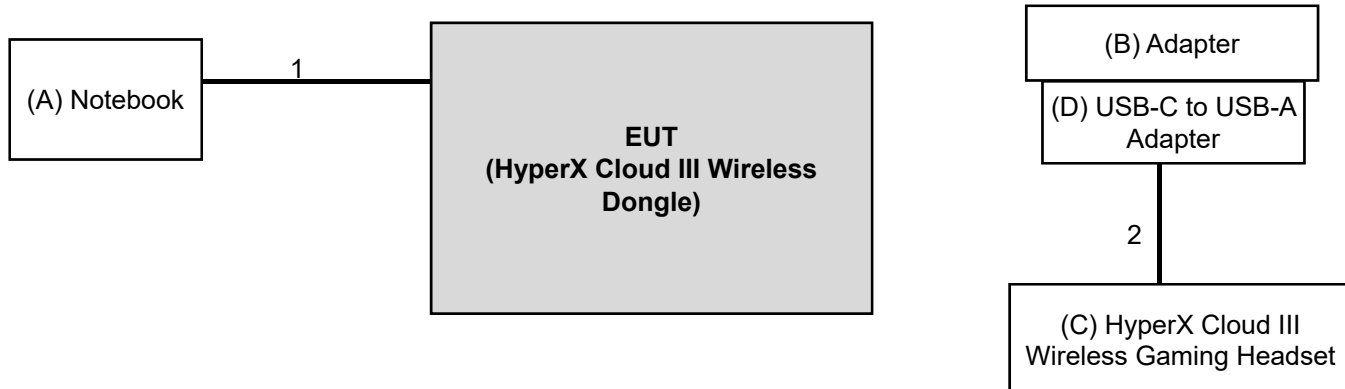 (A) Notebook
1
EUT
(HyperX Cloud III Wireless
Dongle)
(B) Adapter
(D) USB-C to USB-A
Adapter
2
(C) HyperX Cloud III
Wireless Gaming Headset